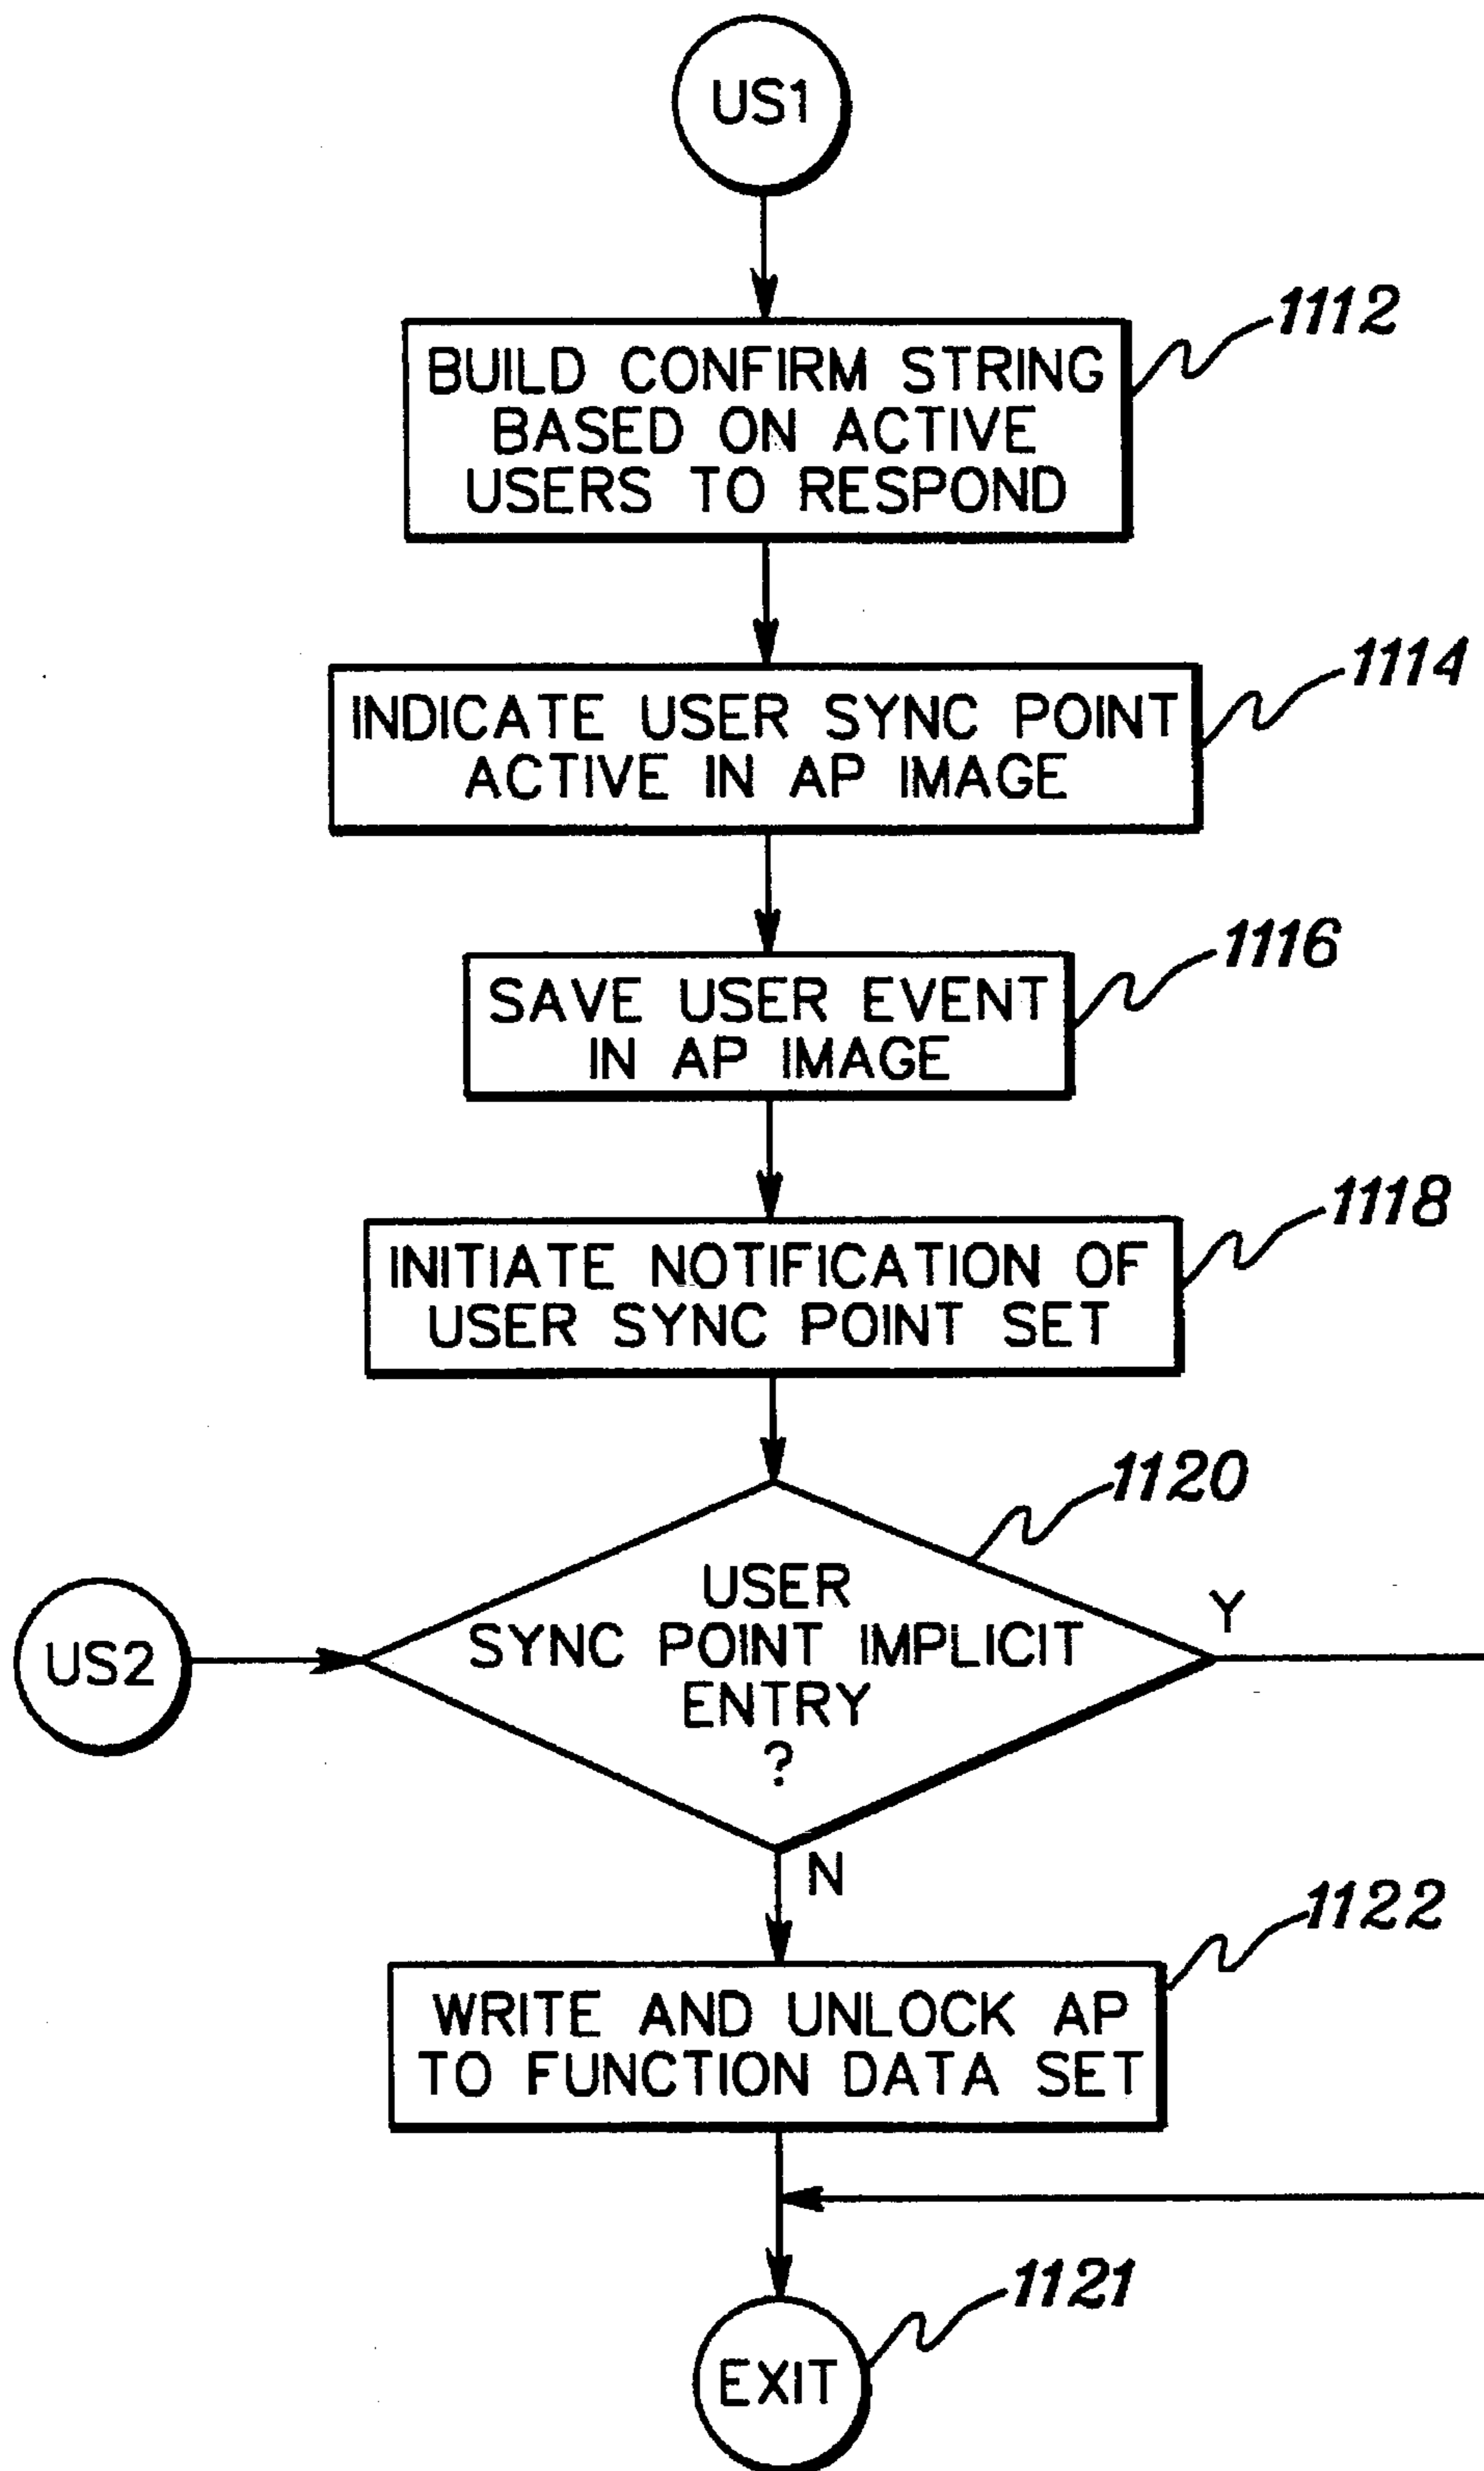 US1
1112
BUILD CONFIRM STRING
BASED ON ACTIVE
USERS TO RESPOND
1114
INDICATE USER SYNC POINT
ACTIVE IN AP IMAGE
1116
SAVE USER EVENT
IN AP IMAGE
1118
INITIATE NOTIFICATION OF
USER SYNC POINT SET
1120
USER
SYNC POINT IMPLICIT
ENTRY
?
Y
US2
N
1122
WRITE AND UNLOCK AP
TO FUNCTION DATA SET
1121
EXIT